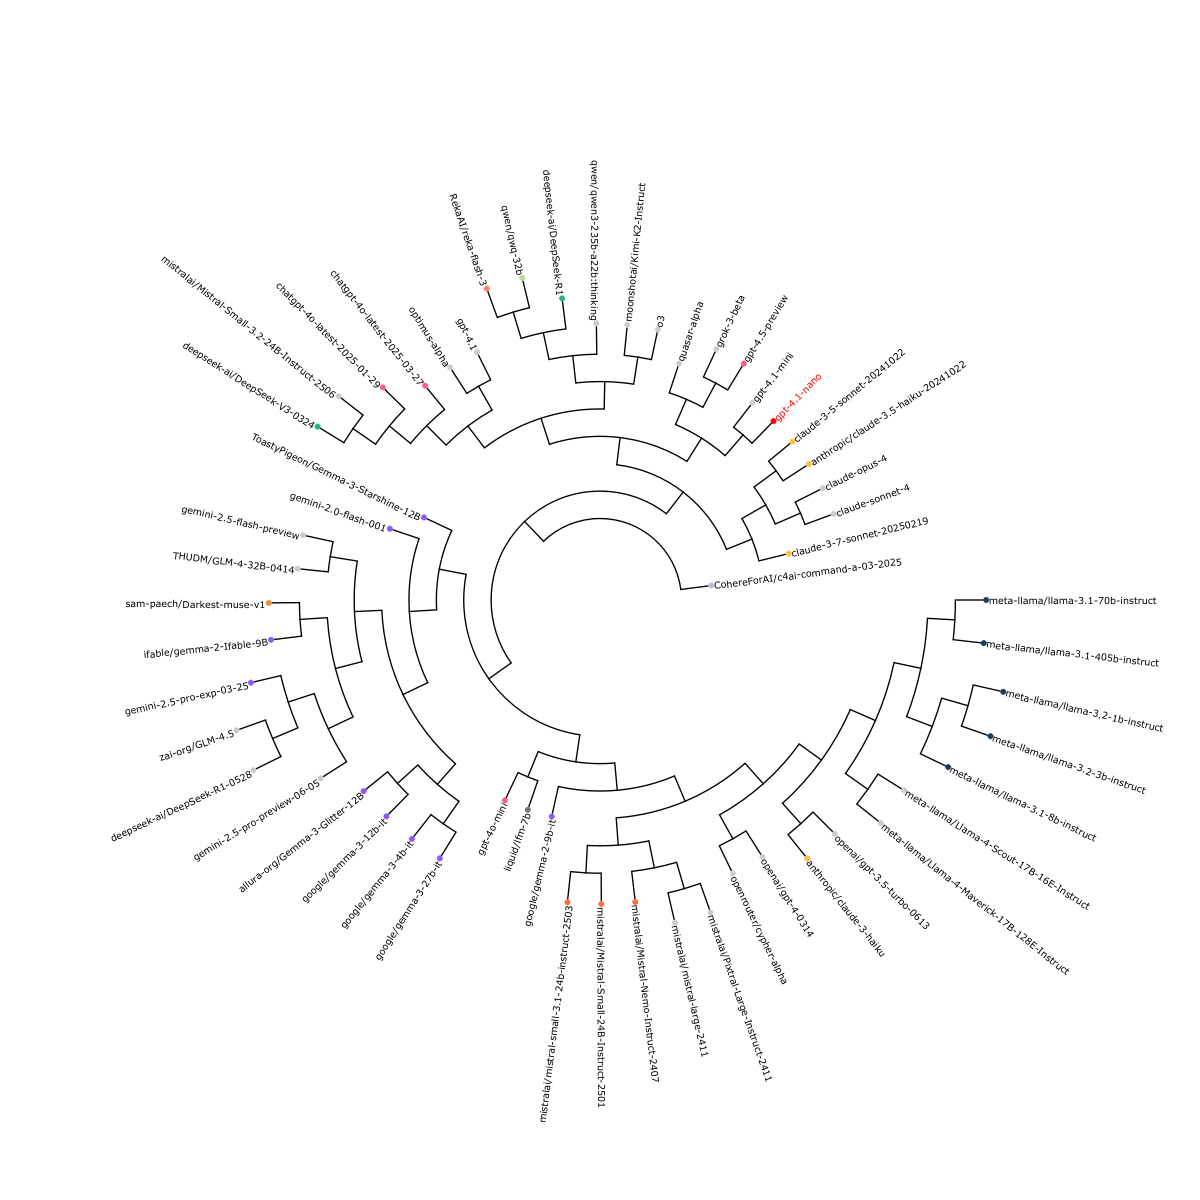 CohereForAI/c4ai-command-a-03-2025
claude-3-7-sonnet-20250219
claude-sonnet-4
claude-opus-4
anthropic/claude-3.5-haiku-20241022
claude-3-5-sonnet-20241022
gpt-4.1-nano
gpt-4.1-mini
gpt-4.5-preview
grok-3-beta
quasar-alpha
o3
moonshotai/Kimi-K2-Instruct
qwen/qwen3-235b-a22b:thinking
deepseek-ai/DeepSeek-R1
qwen/qwq-32b
RekaAI/reka-flash-3
gpt-4.1
optimus-alpha
chatgpt-4o-latest-2025-03-27
chatgpt-4o-latest-2025-01-29
mistralai/Mistral-Small-3.2-24B-Instruct-2506
deepseek-ai/DeepSeek-V3-0324
ToastyPigeon/Gemma-3-Starshine-12B
gemini-2.0-flash-001
gemini-2.5-flash-preview
THUDM/GLM-4-32B-0414
sam-paech/Darkest-muse-v1
ifable/gemma-2-Ifable-9B
gemini-2.5-pro-exp-03-25
zai-org/GLM-4.5
deepseek-ai/DeepSeek-R1-0528
gemini-2.5-pro-preview-06-05
allura-org/Gemma-3-Glitter-12B
google/gemma-3-12b-it
google/gemma-3-4b-it
google/gemma-3-27b-it
gpt-4o-mini
liquid/lfm-7b
google/gemma-2-9b-it
mistralai/mistral-small-3.1-24b-instruct-2503
mistralai/Mistral-Small-24B-Instruct-2501
mistralai/Mistral-Nemo-Instruct-2407
mistralai/mistral-large-2411
mistralai/Pixtral-Large-Instruct-2411
openrouter/cypher-alpha
openai/gpt-4-0314
anthropic/claude-3-haiku
openai/gpt-3.5-turbo-0613
meta-llama/Llama-4-Maverick-17B-128E-Instruct
meta-llama/Llama-4-Scout-17B-16E-Instruct
meta-llama/llama-3.1-8b-instruct
meta-llama/llama-3.2-3b-instruct
meta-llama/llama-3.2-1b-instruct
meta-llama/llama-3.1-405b-instruct
meta-llama/llama-3.1-70b-instruct